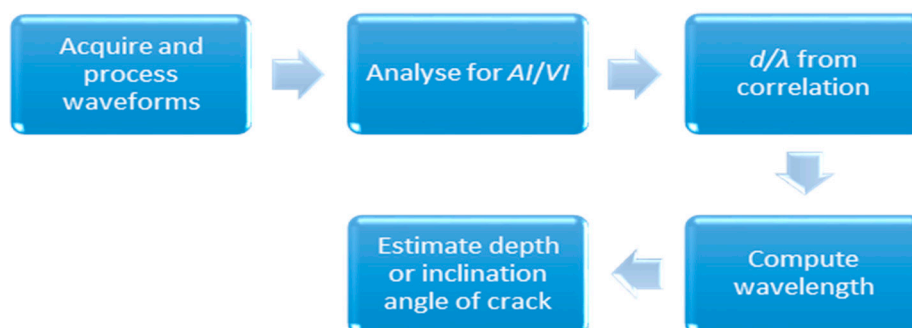 Acquire and
process
waveforms
Analyse for AI/VI
d/λ from
correlation
Compute
wavelength
Estimate depth
or inclination
angle of crack